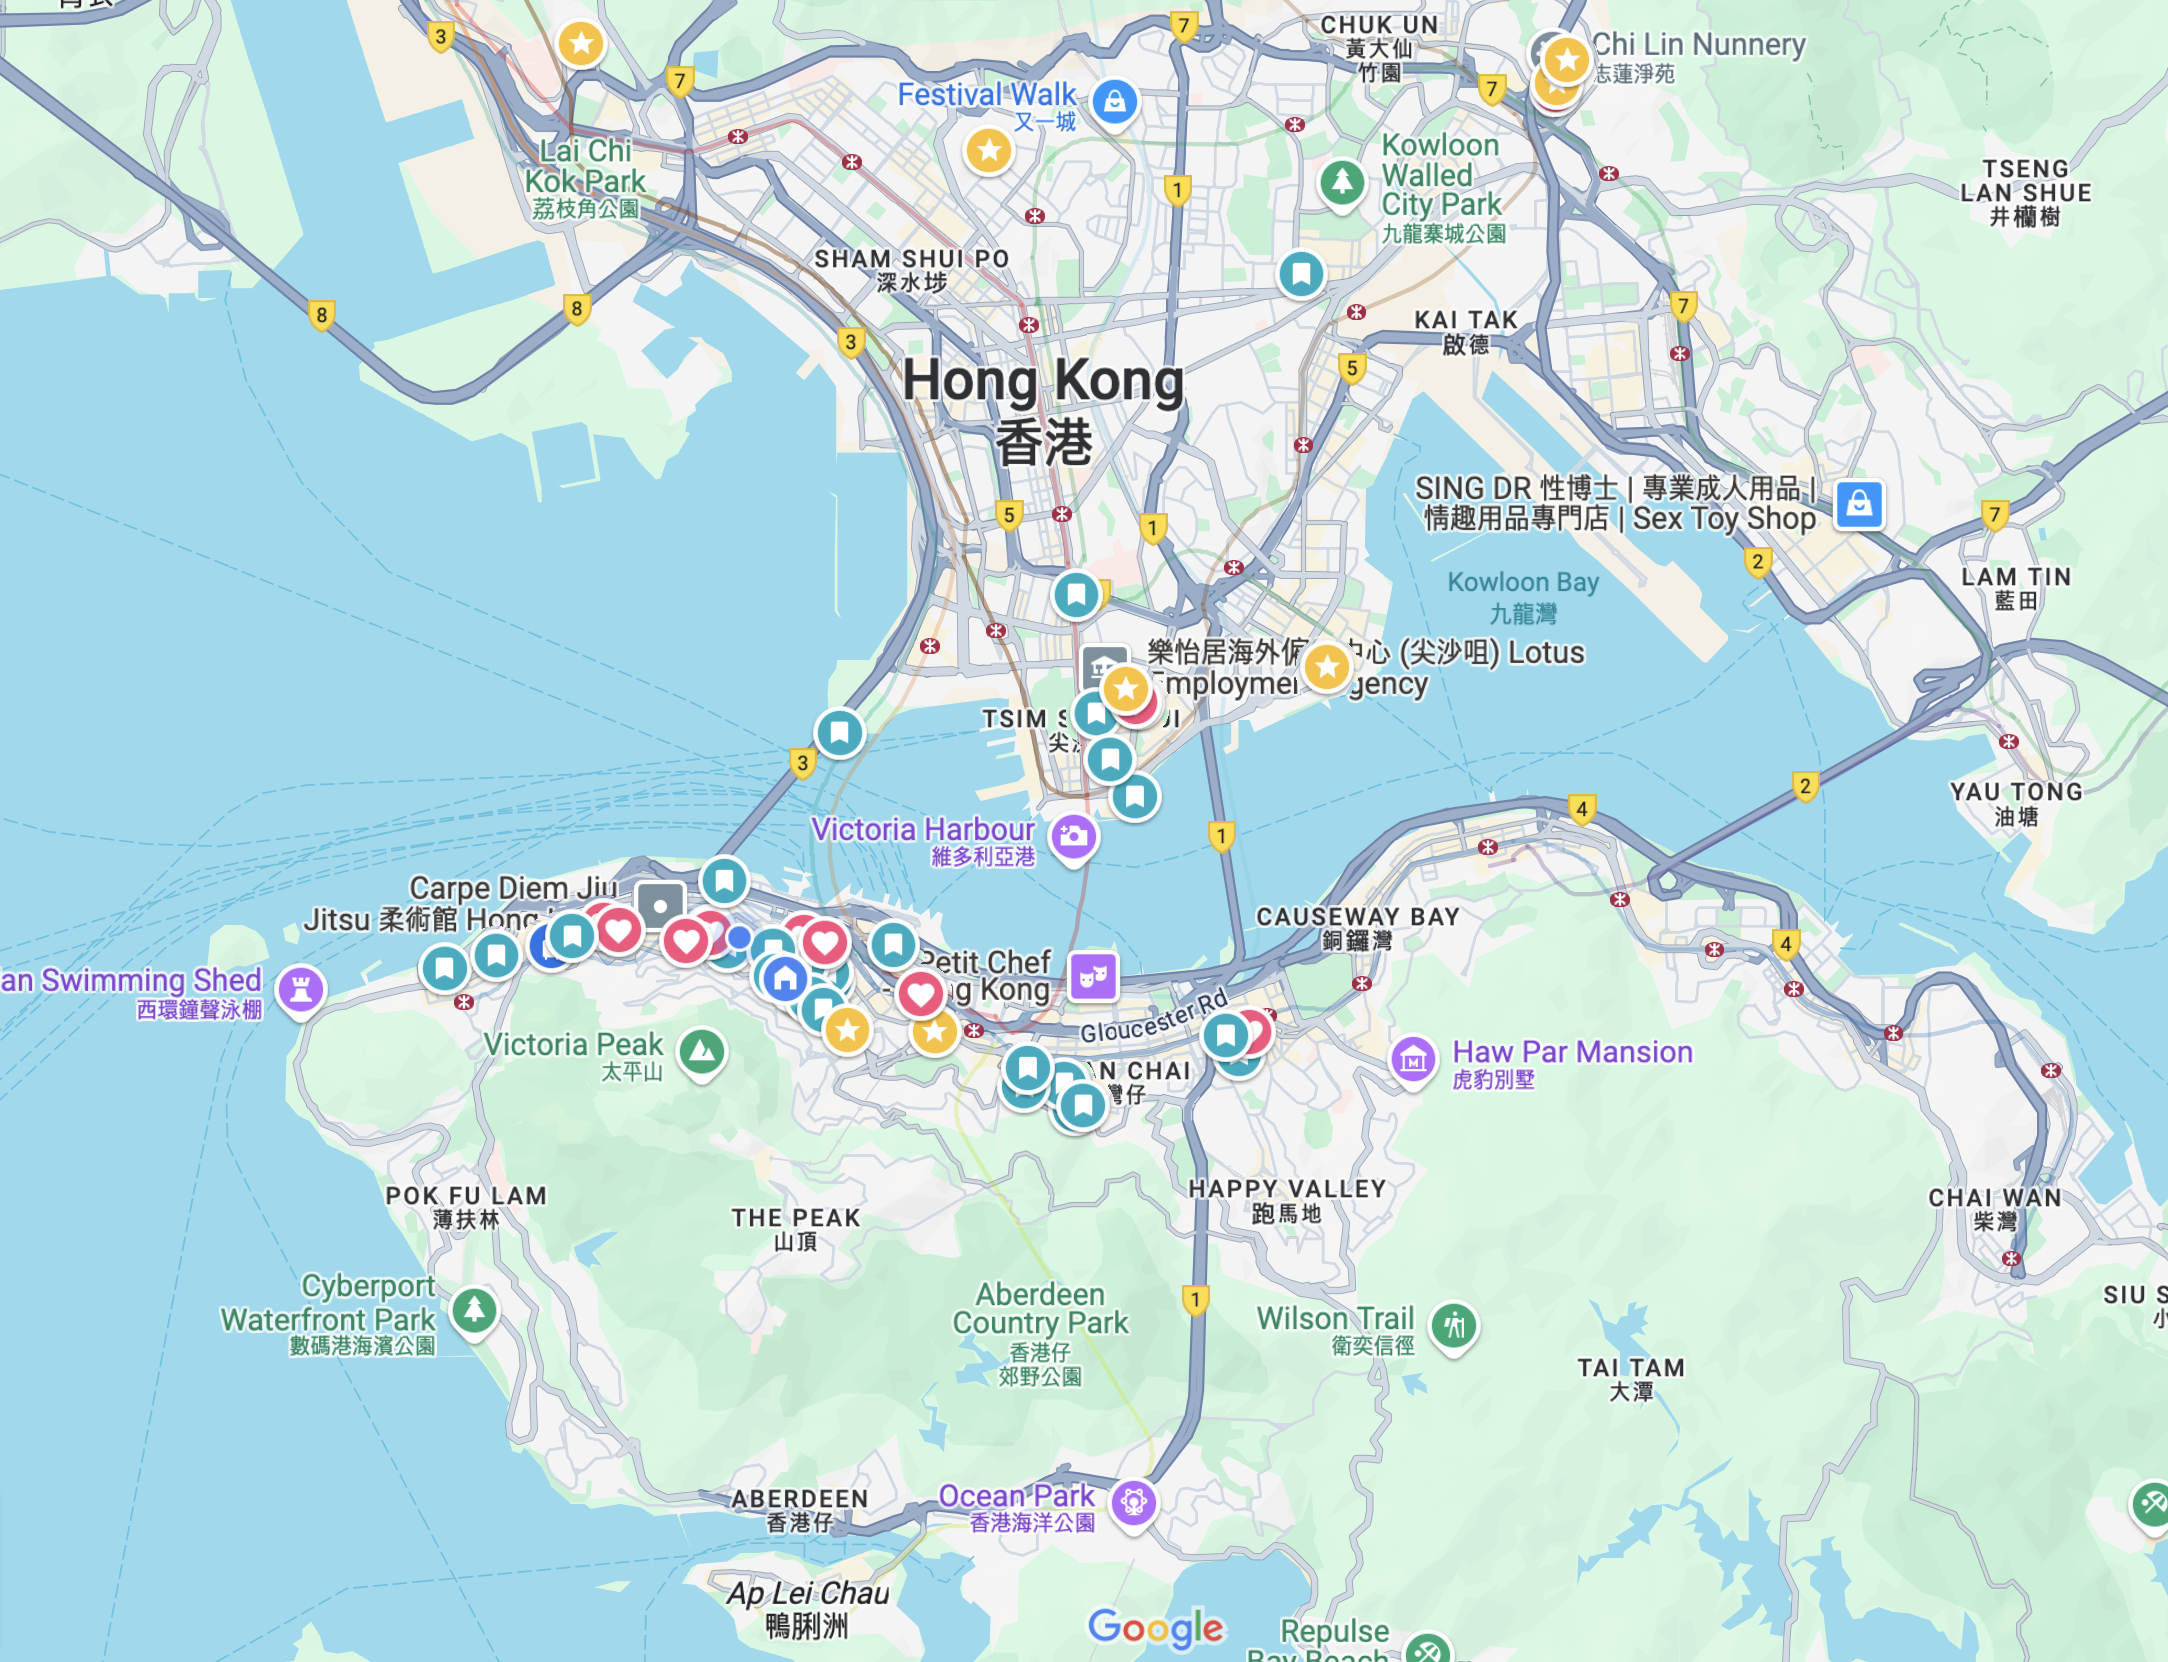 3
7
7
CHUK UN
黃大仙
竹園
7
Chi Lin Nunnery
志蓮淨苑
Festival Walk
又一城
Lai Chi
Kok Park
荔枝角公園
1
Kowloon
Walled
City Park
九龍寨城公園
TSENG
LAN SHUE
井欄樹
SHAM SHUI PO
深水埗
8
8
3
KAI TAK
啟德
7
5
Hong Kong
香港
SING DR 性博士 | 專業成人用品 |
情趣用品專門店 | Sex Toy Shop
5
1
7
2
Kowloon Bay
九龍灣
LAM TIN
藍田
樂怡居海外 中心 (尖沙咀) Lotus
TSIM
尖
3
2
YAU TONG
油塘
4
Victoria Harbour
維多利亞港
1
Carpe Diem Jiu
Jitsu 柔術館 Hong
CAUSEWAY BAY
銅鑼灣
4
an Swimming Shed
西環鐘聲泳棚
Petit Chef
- Kong
Gloucester Rd
Victoria Peak
太平山
Haw Par Mansion
虎豹別墅
AN CHAI
灣仔
POK FU LAM
薄扶林
THE PEAK
山頂
HAPPY VALLEY
跑馬地
CHAI WAN
柴灣
Cyberport
Waterfront Park
數碼港海濱公園
Aberdeen
Country Park
香港仔
郊野公園
1
Wilson Trail
衛奕信徑
SIU S
小
TAI TAM
大潭
ABERDEEN
香港仔
Ocean Park
香港海洋公園
Ap Lei Chau
鴨脷洲
Google
Repulse
Bay Beach